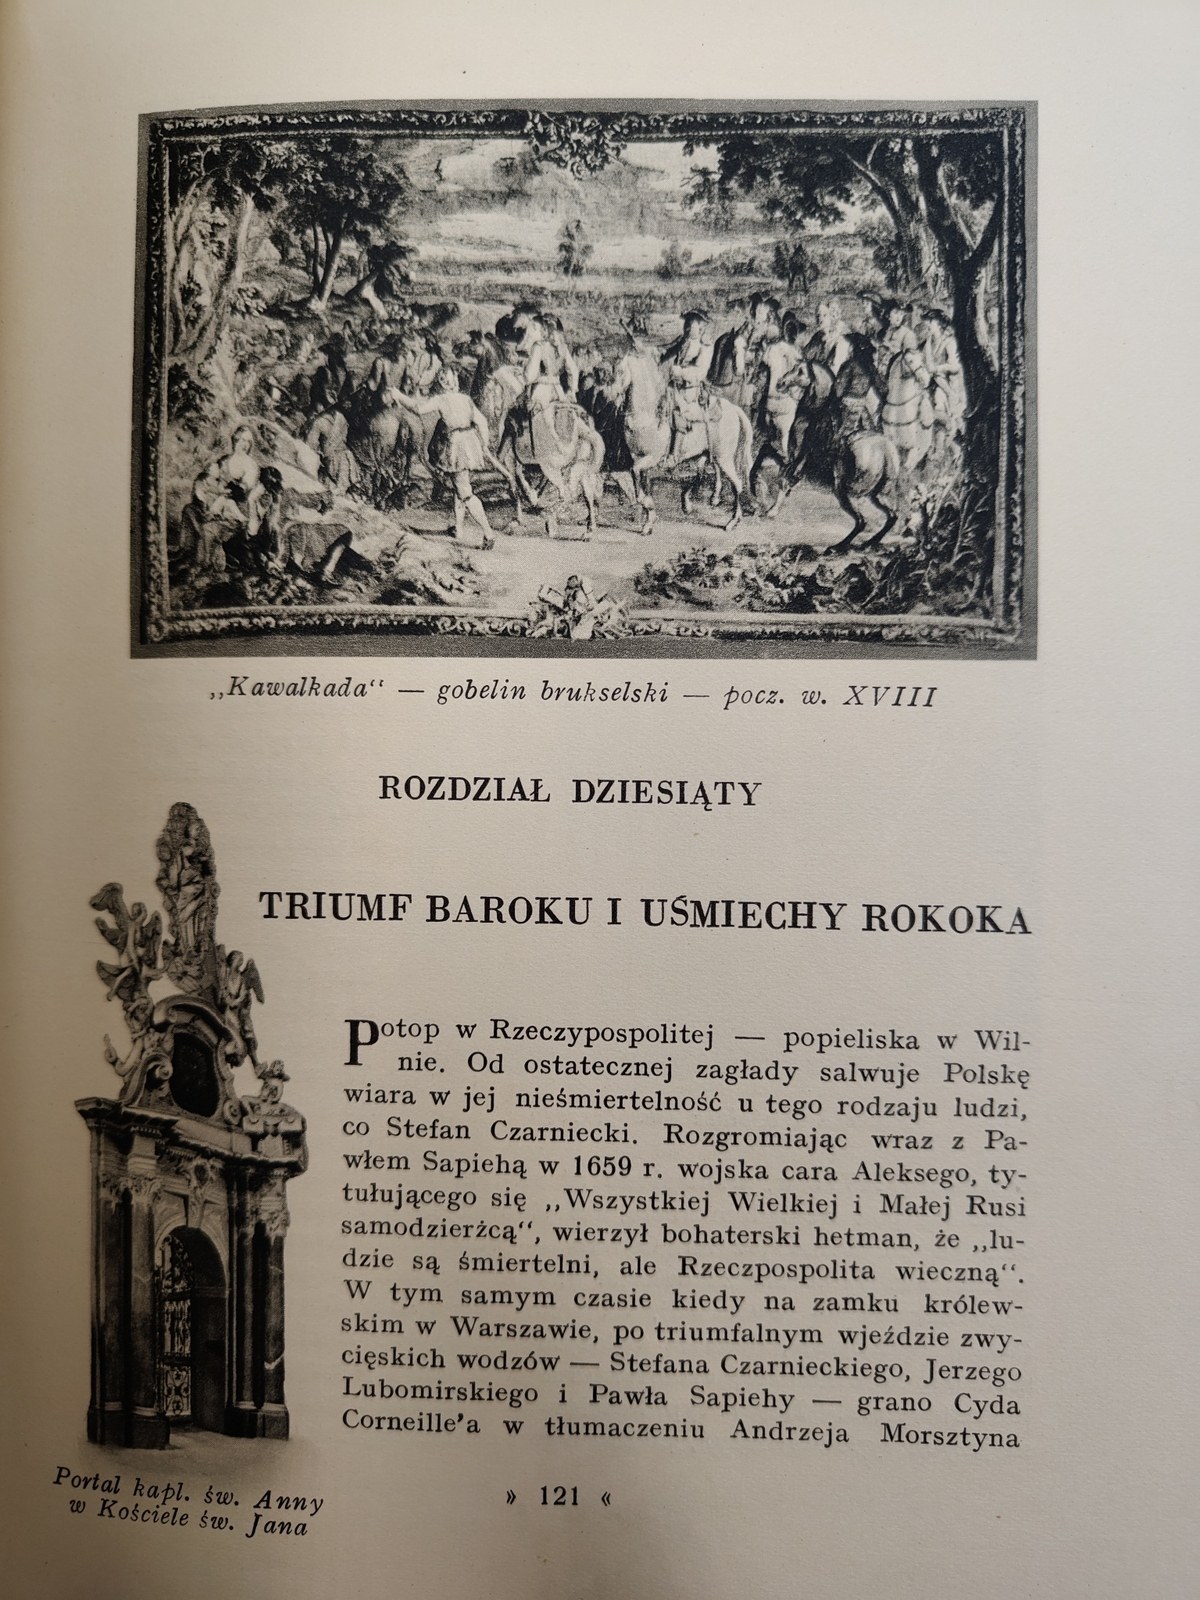 ,,Kawalkada“ — gobelin brukselski — pocz. w. XVIII
ROZDZIAŁ DZIESIĄTY
TRIUMF BAROKU I UŚMIECHY ROKOKA
Potop w Rzeczypospolitej — popieliska w Wil-
nie. Od ostatecznej zagłady salwuje Polskę
wiara w jej nieśmiertelność u tego rodzaju ludzi,
co Stefan Czarniecki. Rozgromiając wraz z Pa-
włem Sapiehą w 1659 r. wojska cara Aleksego, ty-
tułującego się ,,Wszystkiej Wielkiej i Małej Rusi
samodzierżcą“, wierzył bohaterski hetman, że ,,lu-
dzie są śmiertelni, ale Rzeczpospolita wieczną“.
W tym samym czasie kiedy na zamku królew-
skim w Warszawie, po triumfalnym wjeździe zwy-
cięskich wodzów — Stefana Czarnieckiego, Jerzego
Lubomirskiego i Pawła Sapiehy — grano Cyda
Corneille’a w tłumaczeniu Andrzeja Morsztyna
Portal kapl. św. Anny
w Kościele św. Jana
» 121 «